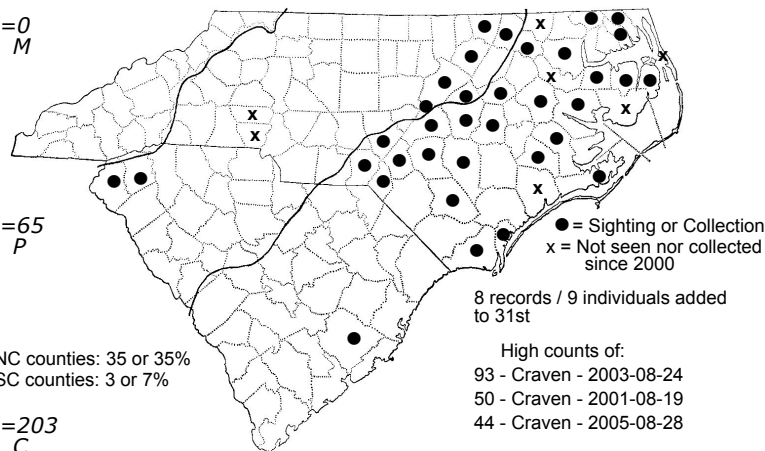 =0
M
=65
P
● = Sighting or Collection
x = Not seen nor collected
since 2000
8 records / 9 individuals added
to 31st
NC counties: 35 or 35%
SC counties: 3 or 7%
High counts of:
93 - Craven - 2003-08-24
50 - Craven - 2001-08-19
44 - Craven - 2005-08-28
=203
C